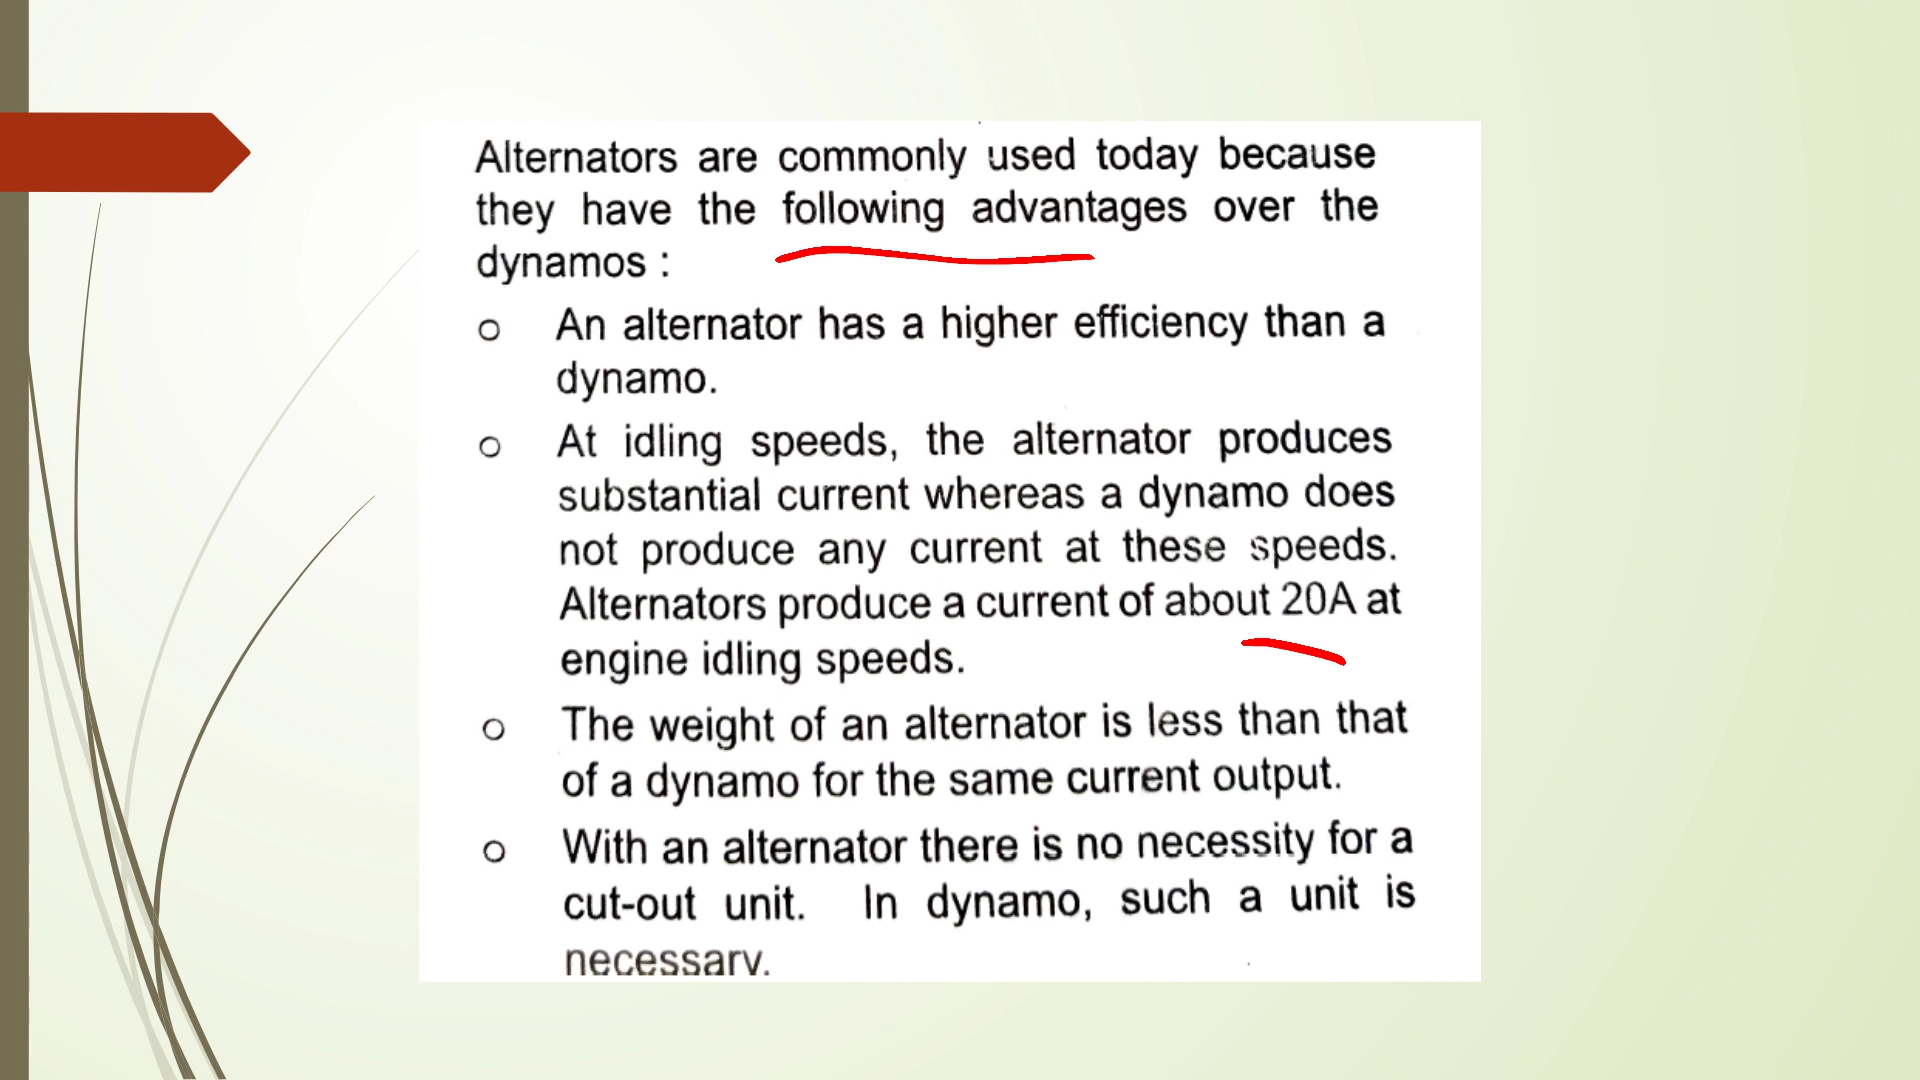 Alternators are commonly used today because
they have the following advantages over the
dynamos :
o An alternator has a higher efficiency than a
dynamo.
o At idling speeds, the alternator produces
substantial current whereas a dynamo does
not produce any current at these speeds.
Alternators produce a current of about 20A at
engine idling speeds.
o The weight of an alternator is less than that
of a dynamo for the same current output.
o With an alternator there is no necessity for a
cut-out unit. In dynamo, such a unit is
necessary.